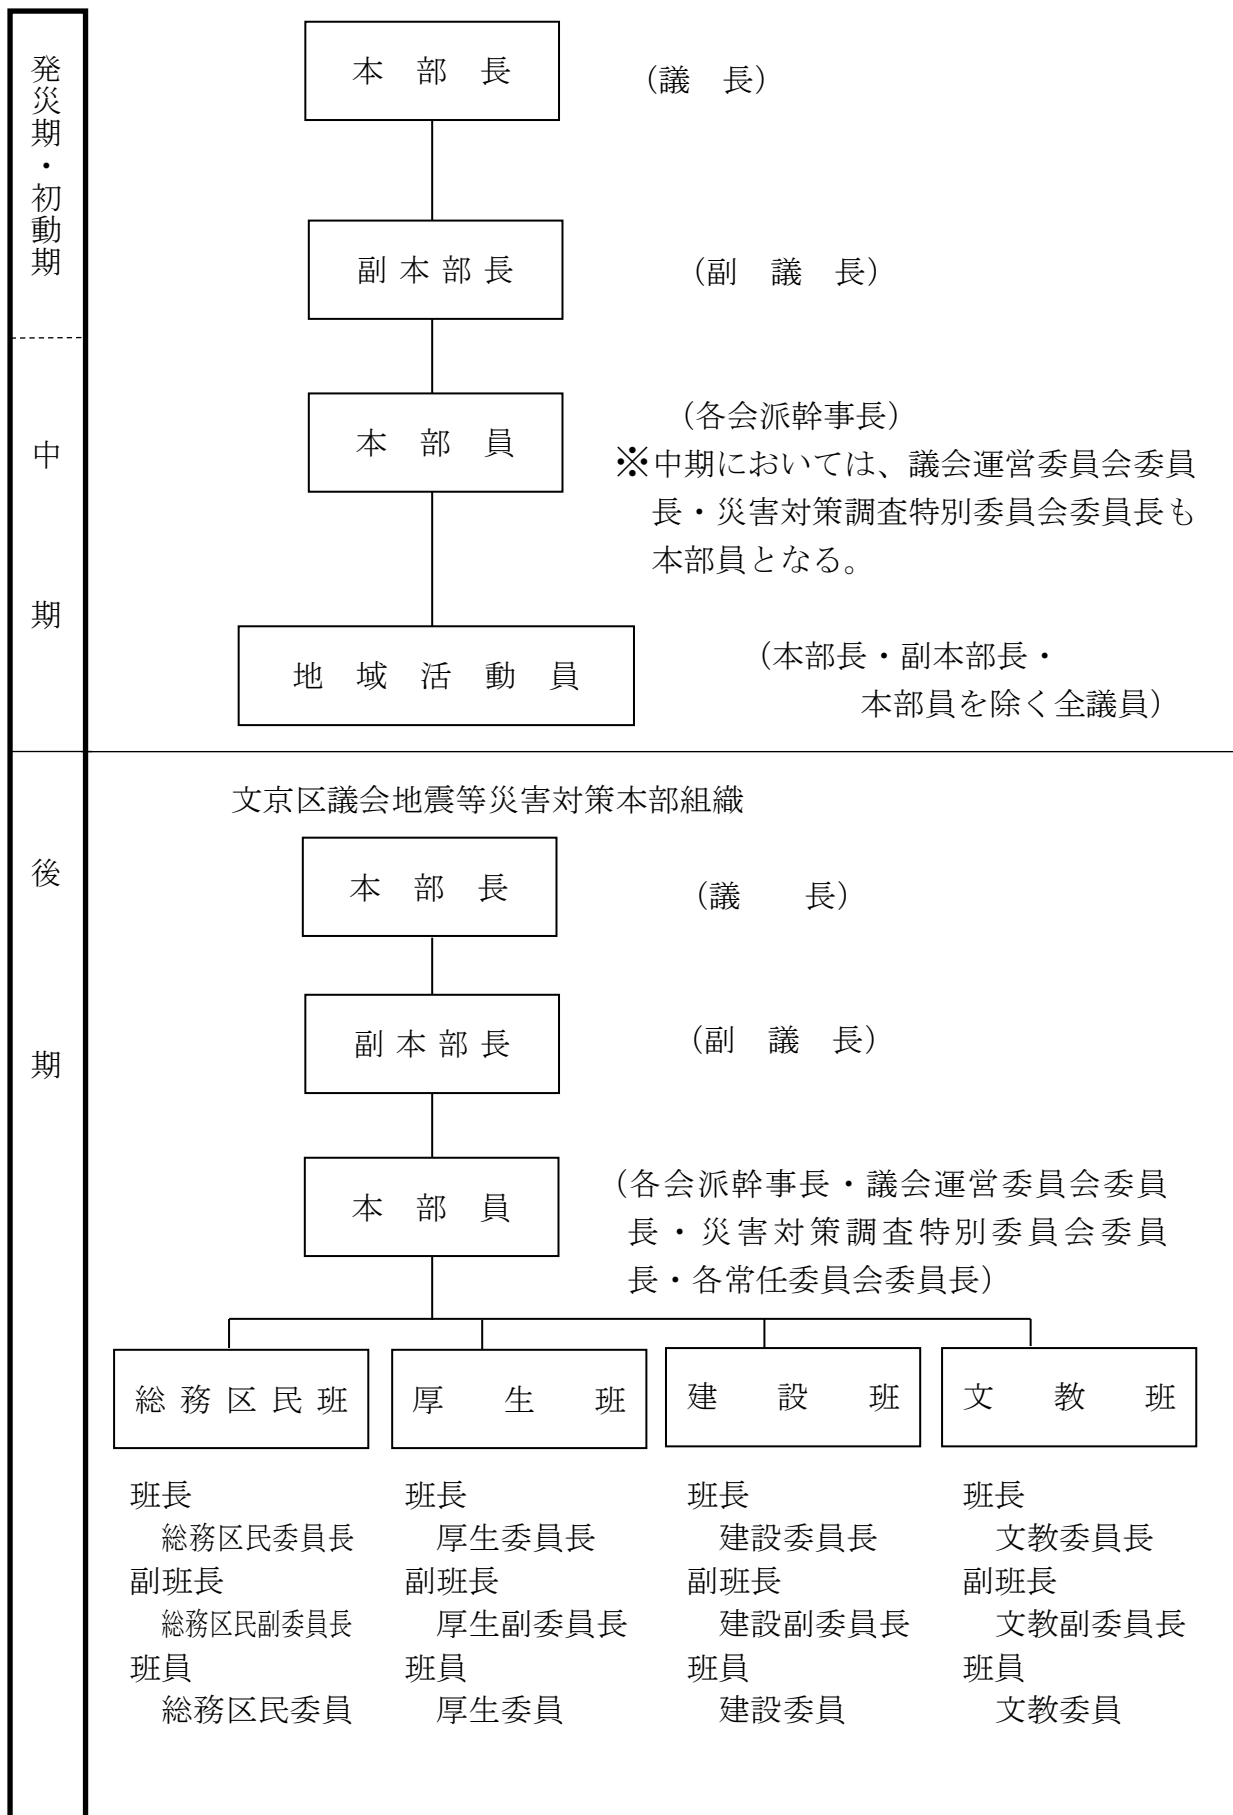 発災期・初動期
本　部　長
（議　長）
副 本 部 長
（副　議　長）
中　期
本　部　員
（各会派幹事長）
※中期においては、議会運営委員会委員
長・災害対策調査特別委員会委員長も
本部員となる。
地　域　活　動　員
（本部長・副本部長・
本部員を除く全議員）
後　期
文京区議会地震等災害対策本部組織
本　部　長
（議　　長）
副 本 部 長
（副　議　長）
本　部　員
（各会派幹事長・議会運営委員会委員
長・災害対策調査特別委員会委員
長・各常任委員会委員長）
総 務 区 民 班
班長
総務区民委員長
副班長
総務区民副委員長
班員
総務区民委員
厚　生　班
班長
厚生委員長
副班長
厚生副委員長
班員
厚生委員
建　設　班
班長
建設委員長
副班長
建設副委員長
班員
建設委員
文　教　班
班長
文教委員長
副班長
文教副委員長
班員
文教委員